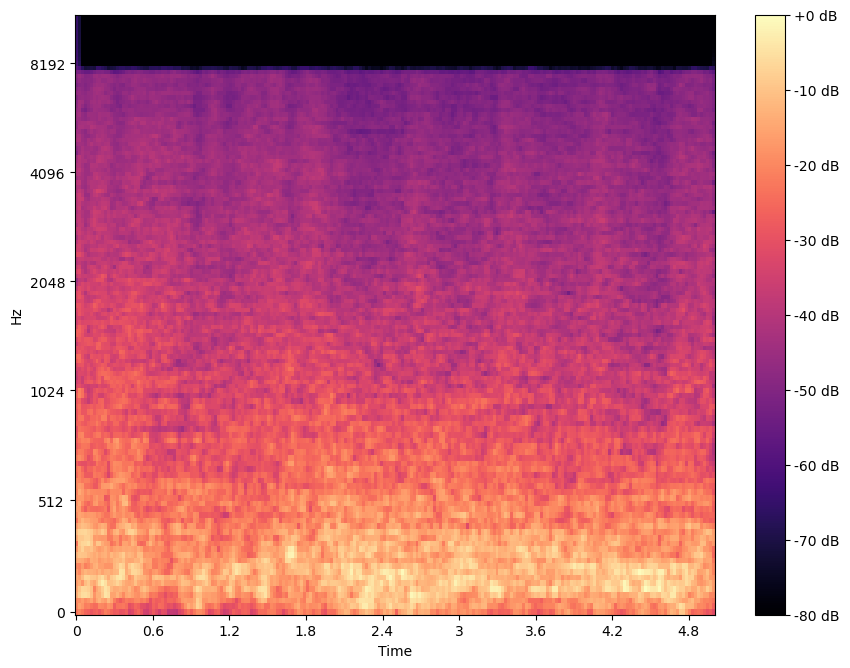 +0 dB
-10 dB
-20 dB
-30 dB
-40 dB
-50 dB
-60 dB
-70 dB
-80 dB
8192
4096
2048
1024
512
0
Hz
0 0.6 1.2 1.8 2.4 3 3.6 4.2 4.8
Time